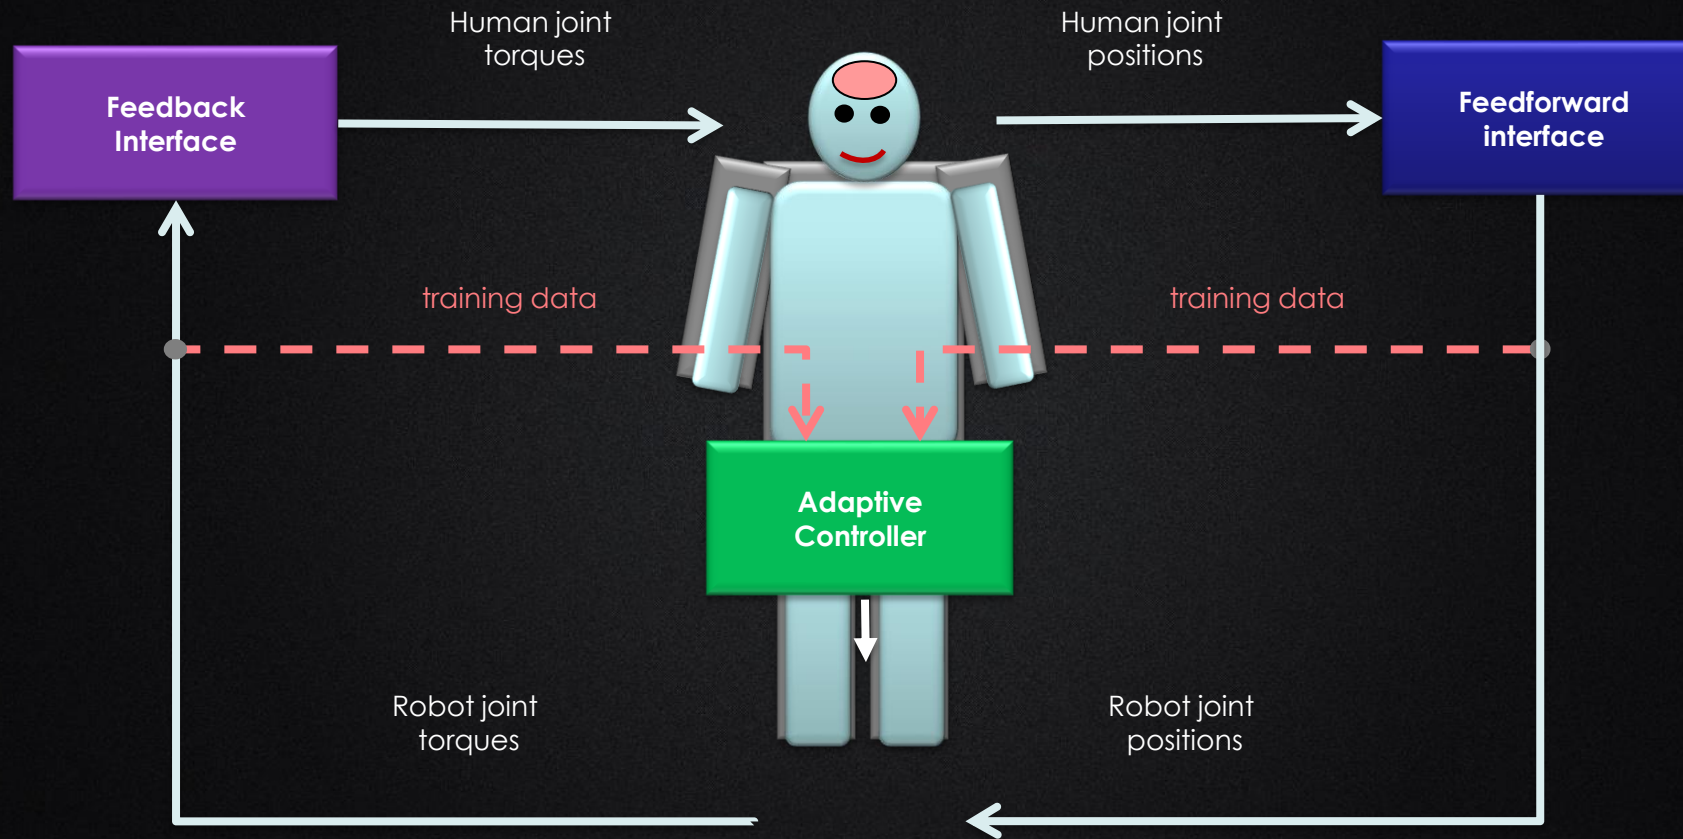 Human joint
torques
Human joint
positions
Feedback
Interface
Feedforward
interface
training data
training data
Adaptive
Controller
Robot joint
torques
Robot joint
positions